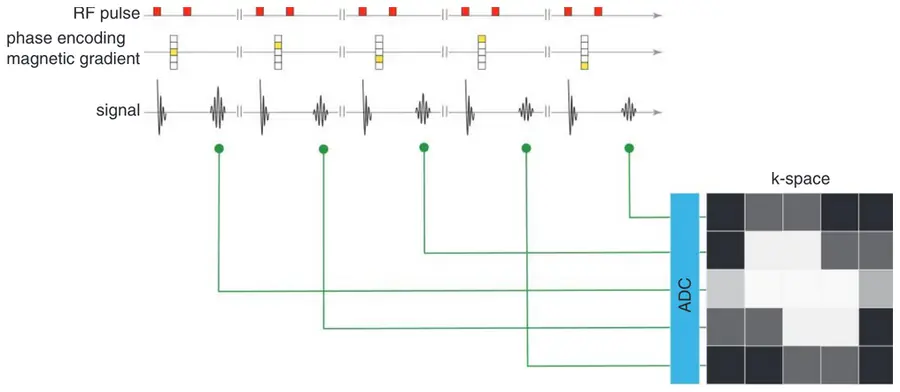 RF pulse
phase encoding
magnetic gradient
signal
k-space
ADC